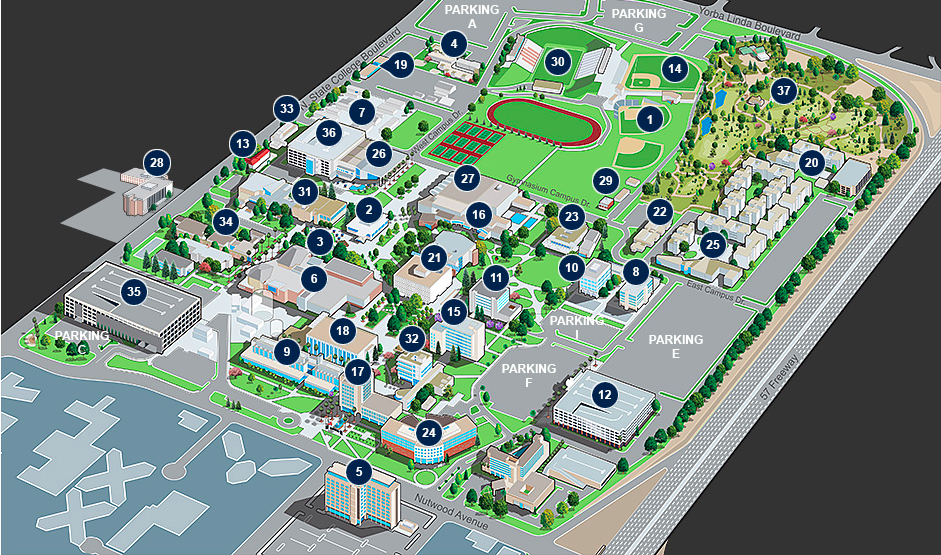 PARKING
A
PARKING
G
Yorba Linda Boulevard
N. State College Boulevard
4
19
30
14
37
33
7
1
36
West Campus Dr.
13
26
28
20
27
Gymnasium Campus Dr.
29
31
2
16
22
34
23
3
25
21
6
10
8
11
East Campus Dr.
35
15
PARKING
I
PARKING
C
18
32
PARKING
E
9
17
PARKING
F
57 Freeway
12
24
5
Nutwood Avenue